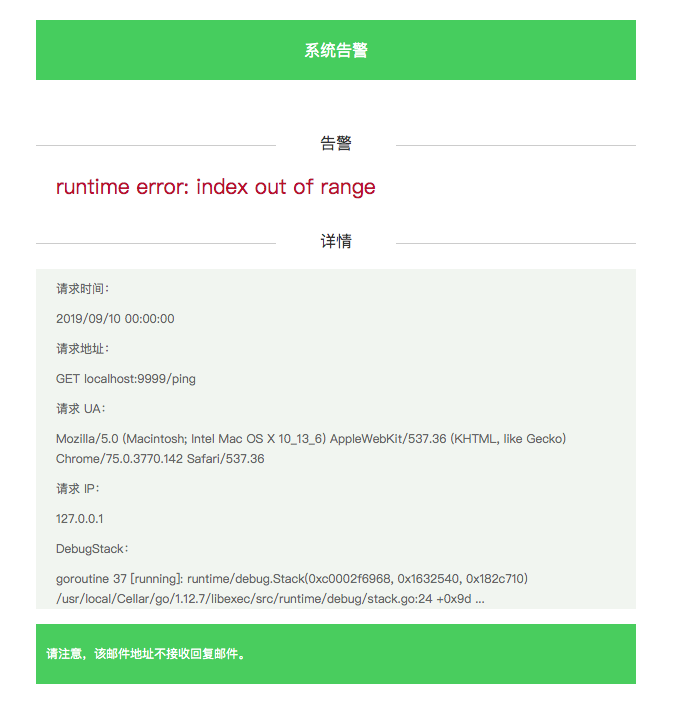 系统告警
告警
runtime error: index out of range
详情
请求时间：
2019/09/10 00:00:00
请求地址：
GET localhost:9999/ping
请求 UA：
Mozilla/5.0 (Macintosh; Intel Mac OS X 10_13_6) AppleWebKit/537.36 (KHTML, like Gecko)
Chrome/75.0.3770.142 Safari/537.36
请求 IP：
127.0.0.1
DebugStack：
goroutine 37 [running]: runtime/debug.Stack(0xc0002f6968, 0x1632540, 0x182c710)
/usr/local/Cellar/go/1.12.7/libexec/src/runtime/debug/stack.go:24 +0x9d ...
请注意，该邮件地址不接收回复邮件。